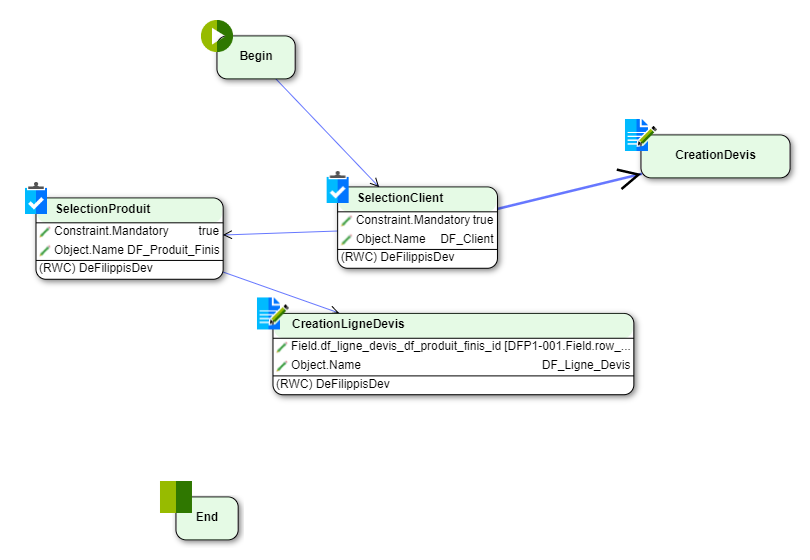 Begin
CreationDevis
SelectionClient
Constraint.Mandatory true
Object.Name DF_Client
(RWC) DeFilippisDev
SelectionProduit
Constraint.Mandatory true
Object.Name DF_Produit_Finis
(RWC) DeFilippisDev
CreationLigneDevis
Field.df_ligne_devis_df_produit_finis_id [DFP1-001.Field.row_...
Object.Name DF_Ligne_Devis
(RWC) DeFilippisDev
End